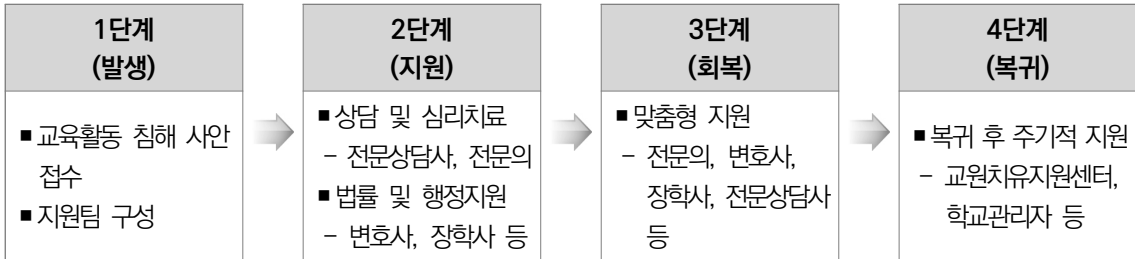 1단계
(발생)
■ 교육활동 침해 사안
접수
■ 지원팀 구성
2단계
(지원)
■ 상담 및 심리치료
- 전문상담사, 전문의
■ 법률 및 행정지원
- 변호사, 장학사 등
3단계
(회복)
■ 맞춤형 지원
- 전문의, 변호사,
장학사, 전문상담사
등
4단계
(복귀)
■ 복귀 후 주기적 지원
- 교원치유지원센터,
학교관리자 등